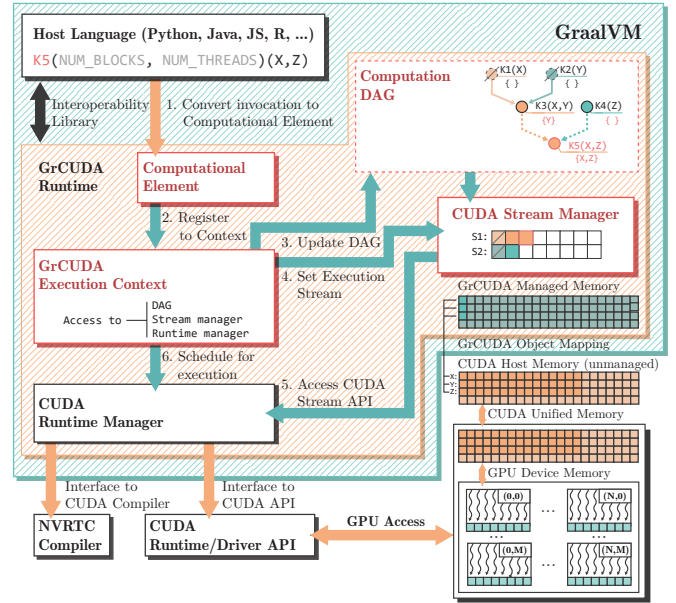 Host Language (Python, Java, JS, R, ...)
K5(NUM_BLOCKS, NUM_THREADS)(X,Z)
GraalVM
Interoperability
Library
1. Convert invocation to
Computational Element
Computation
DAG
K1(X)
{ }
K2(Y)
{ }
K3(X,Y)
{Y}
K4(Z)
{ }
K5(X,Z)
{X,Z}
GrCUDA
Runtime
Computational
Element
2. Register
to Context
3. Update DAG
CUDA Stream Manager
S1:
S2:
GrCUDA
Execution Context
Access to
DAG
Stream manager
Runtime manager
4. Set Execution
Stream
GrCUDA Managed Memory
GrCUDA Object Mapping
6. Schedule for
execution
5. Access CUDA
Stream API
CUDA Host Memory (unmanaged)
X:
Y:
Z:
CUDA
Runtime Manager
CUDA Unified Memory
GPU Device Memory
Interface to
CUDA Compiler
Interface to
CUDA API
NVRTC
Compiler
CUDA
Runtime/Driver API
GPU Access
(0,0)
...
(N,0)
...
...
(0,M)
...
(N,M)